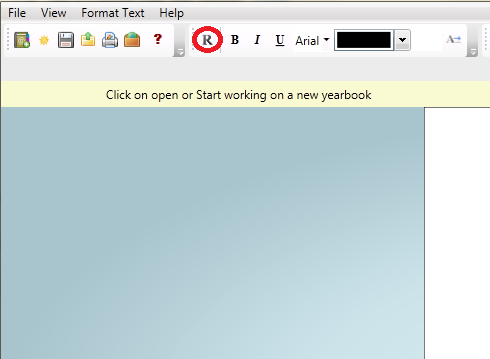 File View Format Text Help
? R B I U Arial A
Click on open or Start working on a new yearbook